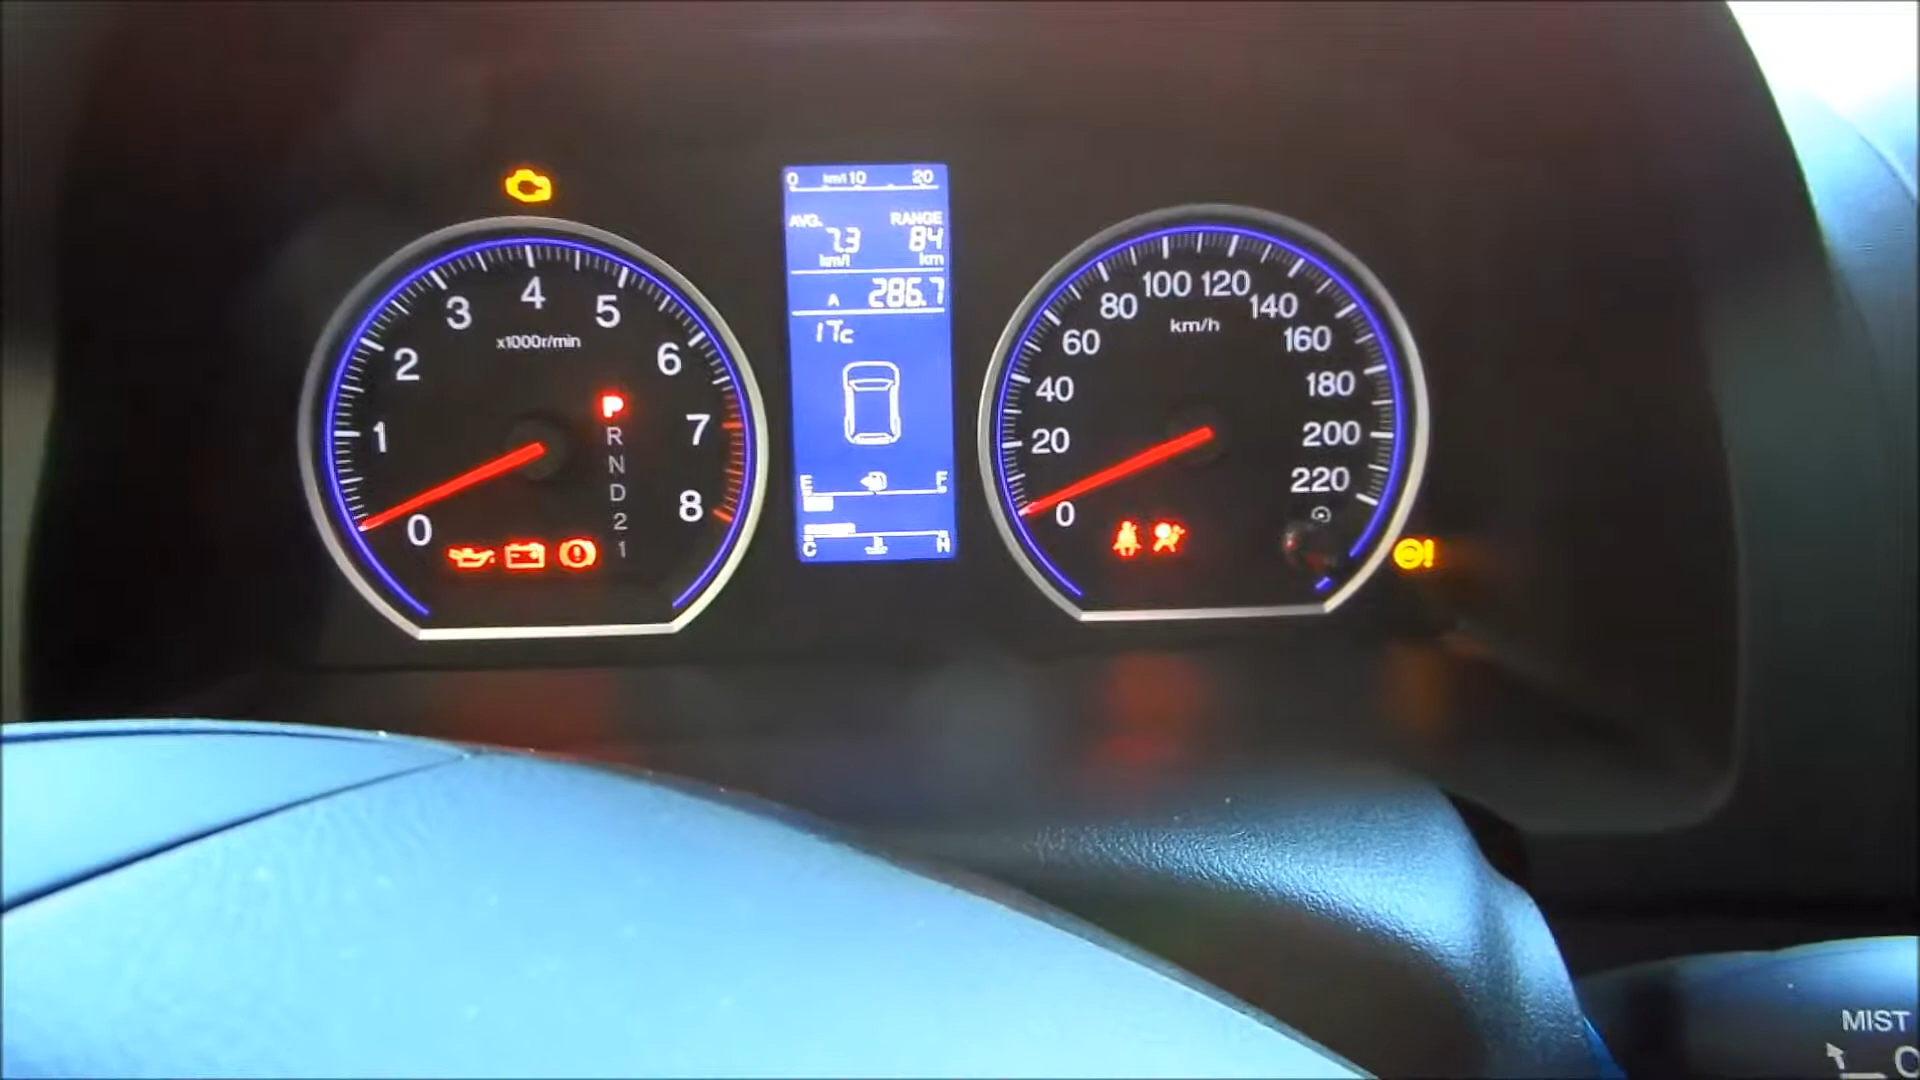 0 km/l 10 20
AVG. RANGE
7.3 84
km/l km
A 286.7
17c
E F
C H
0
1
2
3
4
5
6
7
8
x1000r/min
P
R
N
D
2
1
0
20
40
60
80
100
120
140
160
180
200
220
km/h
MIST